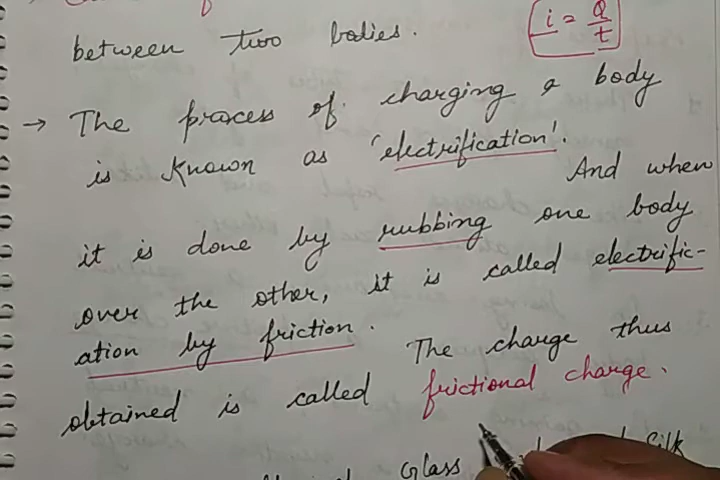 of
between two bodies.
i = Q/t
→ The process of charging a body
is known as 'electrification'.
And when
it is done by rubbing one body
over the other, it is called electrific-
ation by friction. The charge thus
obtained is called frictional charge.
Glass silk